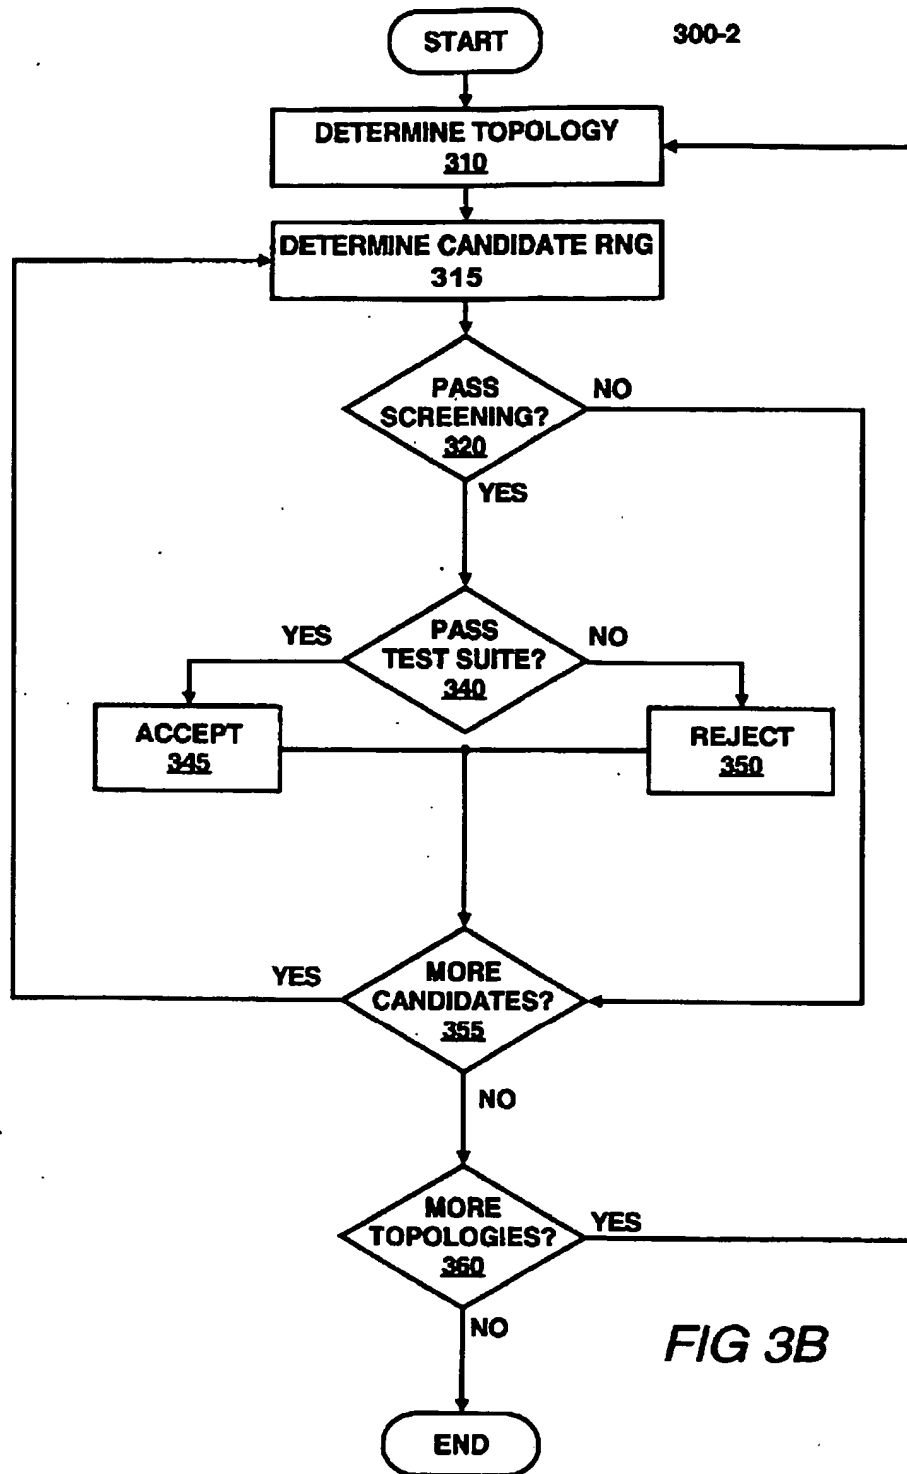 START
300-2
DETERMINE TOPOLOGY
310
DETERMINE CANDIDATE RNG
315
PASS
SCREENING?
320
NO
YES
PASS
TEST SUITE?
340
YES
NO
ACCEPT
345
REJECT
350
MORE
CANDIDATES?
355
YES
NO
MORE
TOPOLOGIES?
360
YES
NO
FIG 3B
END